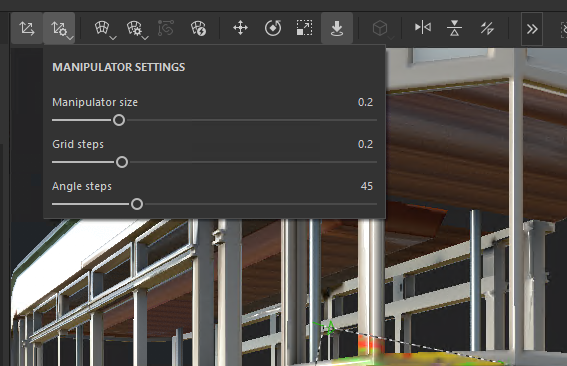 MANIPULATOR SETTINGS
Manipulator size 0.2
Grid steps 0.2
Angle steps 45